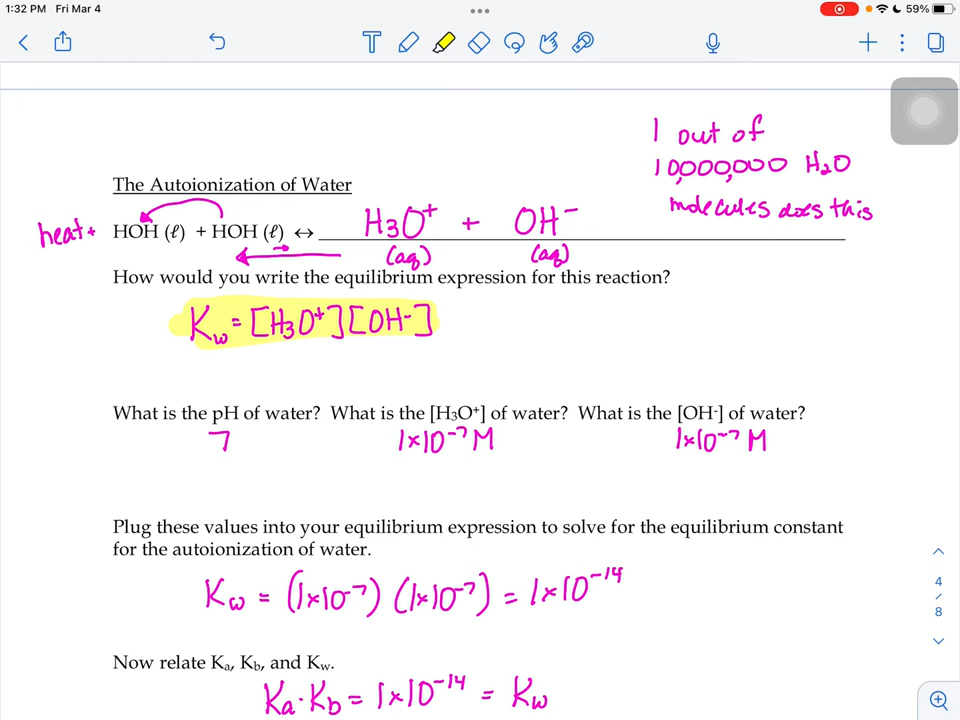 1:32 PM Fri Mar 4
59%
1 out of
10,000,000 H₂O
molecules does this
The Autoionization of Water
heat + HOH (ℓ) + HOH (ℓ) ↔ H3O⁺ + OH⁻
(aq) (aq)
How would you write the equilibrium expression for this reaction?
Kw = [H3O⁺][OH⁻]
What is the pH of water? What is the [H₃O⁺] of water? What is the [OH⁻] of water?
7 1×10⁻⁷ M 1×10⁻⁷ M
Plug these values into your equilibrium expression to solve for the equilibrium constant
for the autoionization of water.
Kw = (1×10⁻⁷) (1×10⁻⁷) = 1×10⁻¹⁴
4
/
8
Now relate Ka, Kb, and Kw.
Ka · Kb = 1×10⁻¹⁴ = Kw